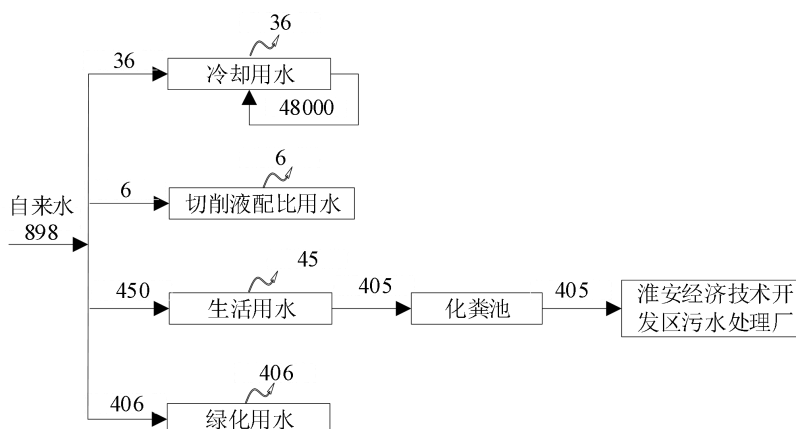 36
36
冷却用水
48000
6
6
切削液配比用水
自来水
898
45
450
生活用水
405
化粪池
405
淮安经济技术开
发区污水处理厂
406
406
绿化用水